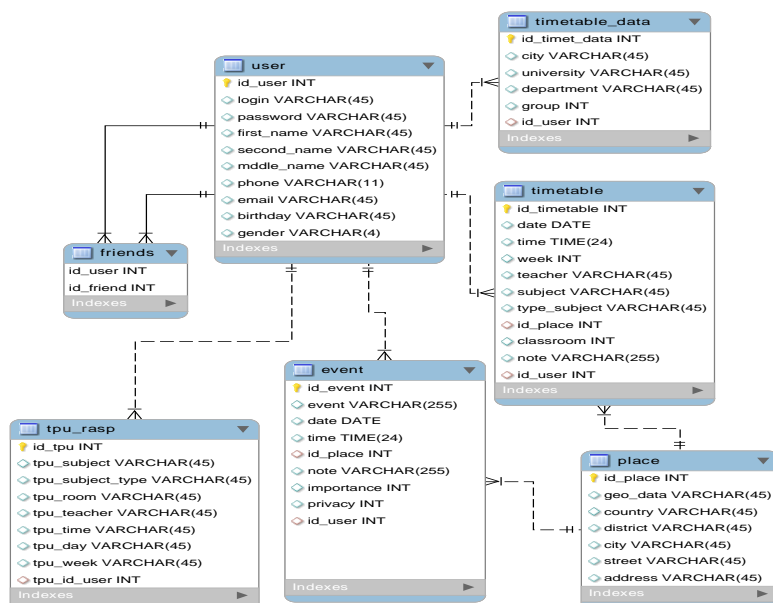 user
id_user INT
login VARCHAR(45)
password VARCHAR(45)
first_name VARCHAR(45)
second_name VARCHAR(45)
mddle_name VARCHAR(45)
phone VARCHAR(11)
email VARCHAR(45)
birthday VARCHAR(45)
gender VARCHAR(4)
Indexes
timetable_data
id_timet_data INT
city VARCHAR(45)
university VARCHAR(45)
department VARCHAR(45)
group INT
id_user INT
Indexes
friends
id_user INT
id_friend INT
Indexes
timetable
id_timetable INT
date DATE
time TIME(24)
week INT
teacher VARCHAR(45)
subject VARCHAR(45)
type_subject VARCHAR(45)
id_place INT
classroom INT
note VARCHAR(255)
id_user INT
Indexes
tpu_rasp
id_tpu INT
tpu_subject VARCHAR(45)
tpu_subject_type VARCHAR(45)
tpu_room VARCHAR(45)
tpu_teacher VARCHAR(45)
tpu_time VARCHAR(45)
tpu_day VARCHAR(45)
tpu_week VARCHAR(45)
tpu_id_user INT
Indexes
event
id_event INT
event VARCHAR(255)
date DATE
time TIME(24)
id_place INT
note VARCHAR(255)
importance INT
privacy INT
id_user INT
Indexes
place
id_place INT
geo_data VARCHAR(45)
country VARCHAR(45)
district VARCHAR(45)
city VARCHAR(45)
street VARCHAR(45)
address VARCHAR(45)
Indexes